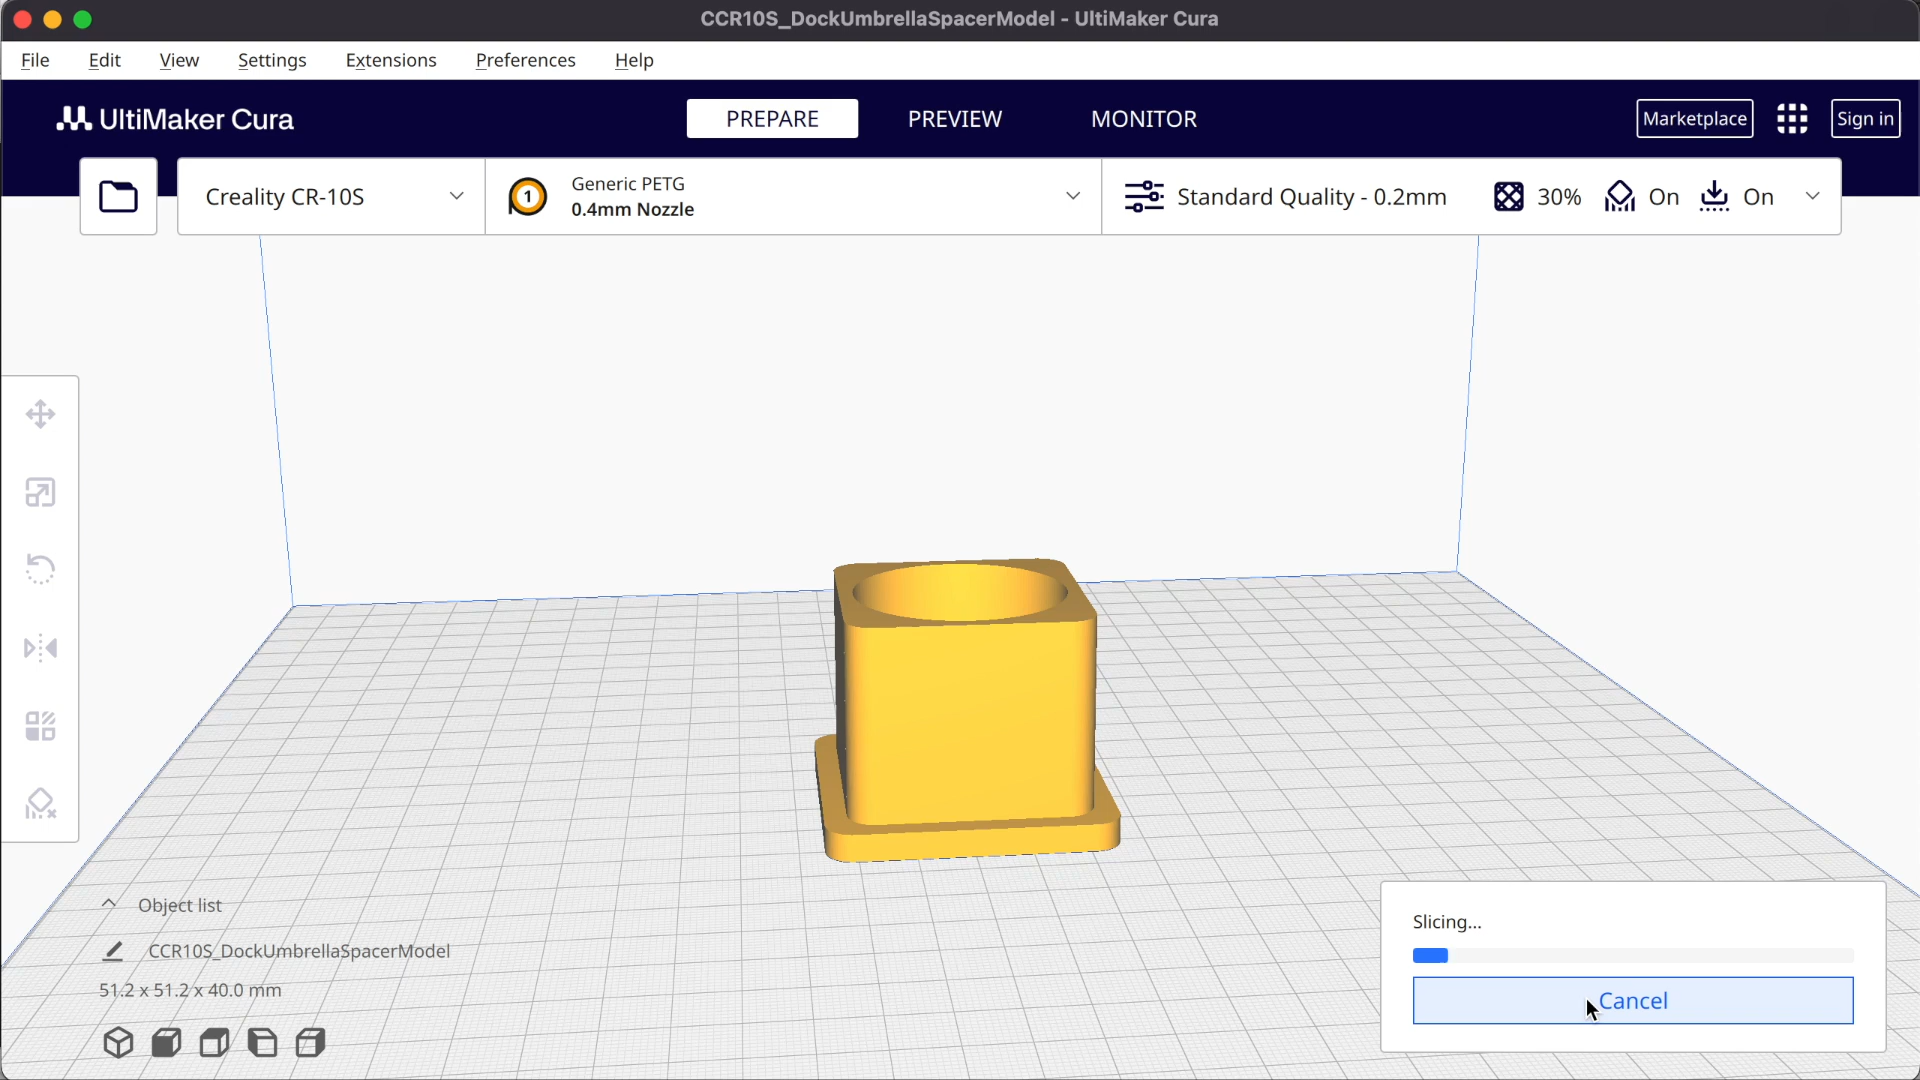 CCR10S_DockUmbrellaSpacerModel - UltiMaker Cura
File Edit View Settings Extensions Preferences Help
UltiMaker Cura PREPARE PREVIEW MONITOR Marketplace Sign in
Creality CR-10S
1
Generic PETG
0.4mm Nozzle
Standard Quality - 0.2mm 30% On On
Object list
CCR10S_DockUmbrellaSpacerModel
51.2 x 51.2 x 40.0 mm
Slicing...
Cancel